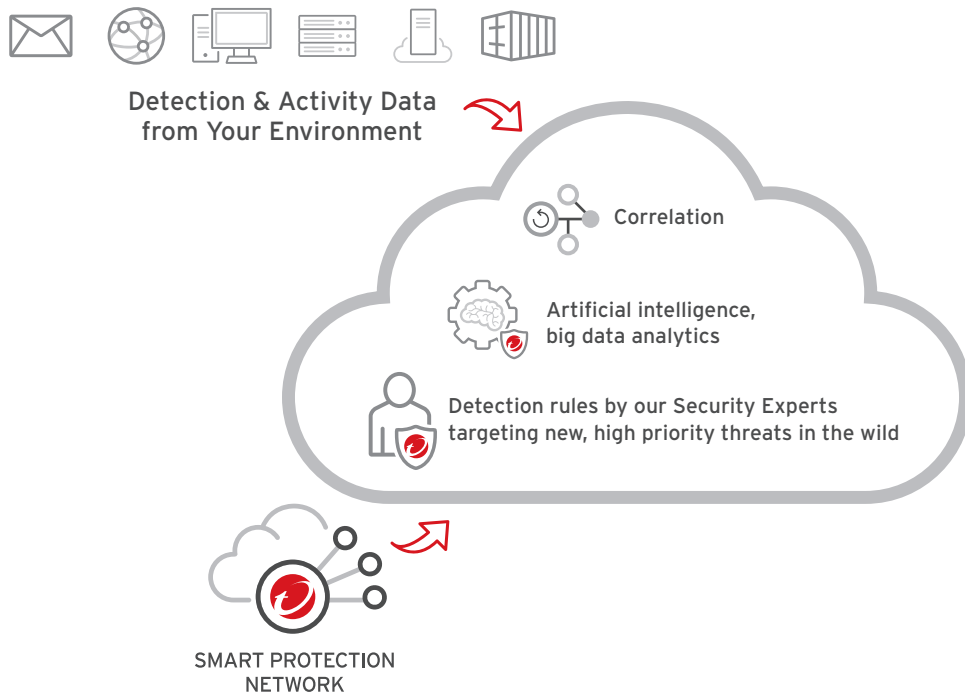 Detection & Activity Data
from Your Environment
Correlation
Artificial intelligence,
big data analytics
Detection rules by our Security Experts
targeting new, high priority threats in the wild
SMART PROTECTION
NETWORK